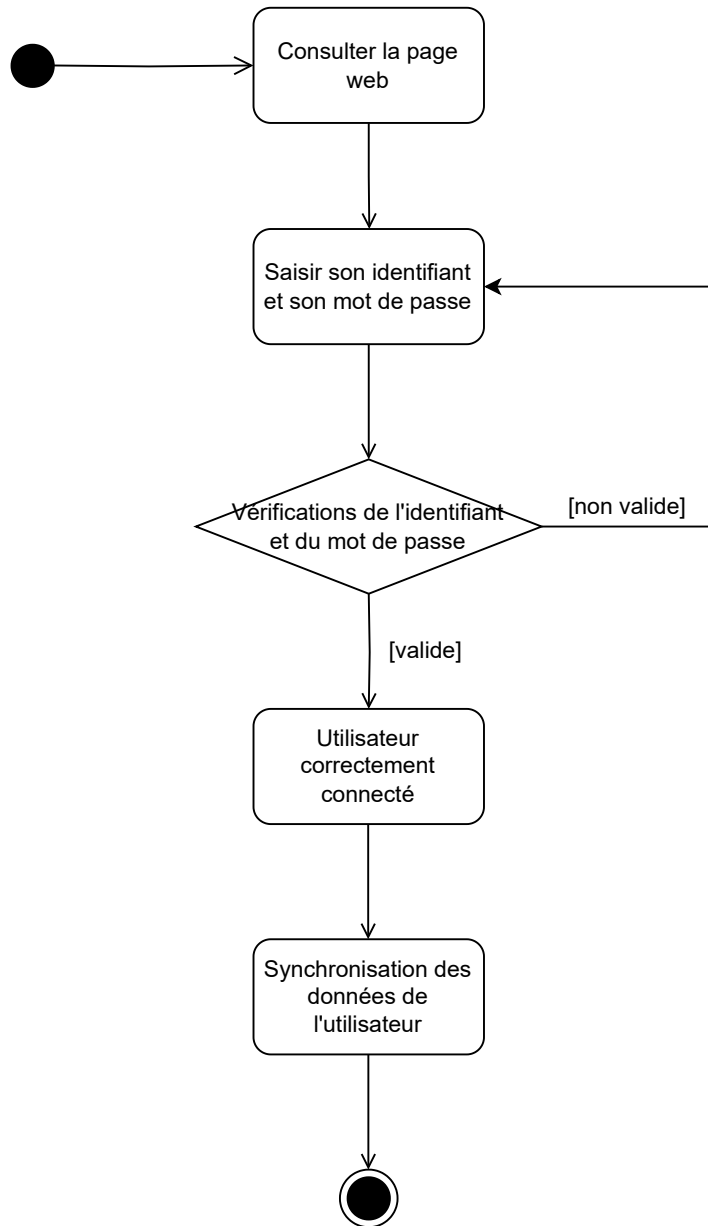 Consulter la page
web
Saisir son identifiant
et son mot de passe
Vérifications de l'identifiant
et du mot de passe
[non valide]
[valide]
Utilisateur
correctement
connecté
Synchronisation des
données de
l'utilisateur